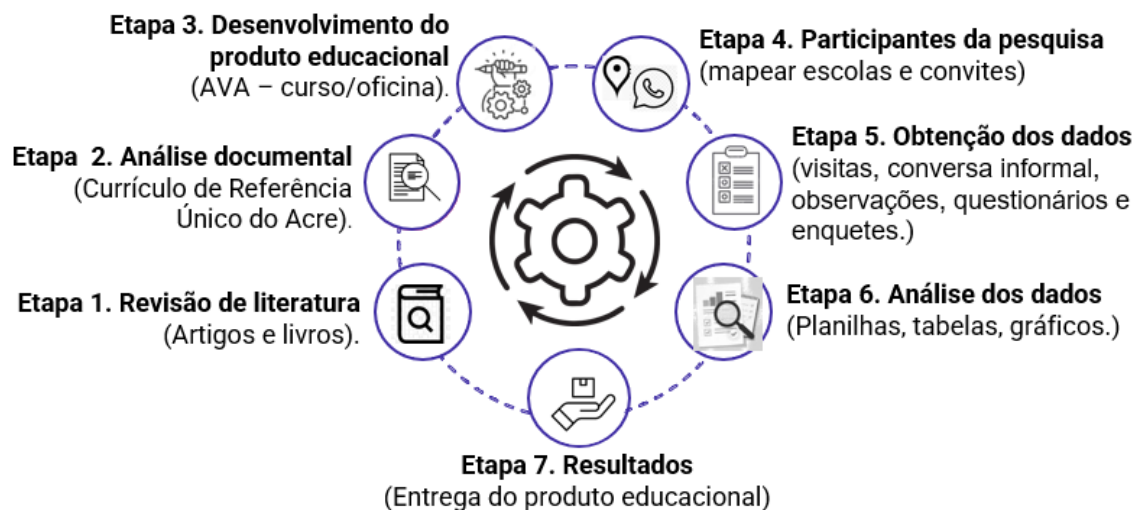 Etapa 3. Desenvolvimento do
produto educacional
(AVA – curso/oficina).
Etapa 4. Participantes da pesquisa
(mapear escolas e convites)
Etapa 2. Análise documental
(Currículo de Referência
Único do Acre).
Etapa 5. Obtenção dos dados
(visitas, conversa informal,
observações, questionários e
enquetes.)
Etapa 1. Revisão de literatura
(Artigos e livros).
Etapa 6. Análise dos dados
(Planilhas, tabelas, gráficos.)
Etapa 7. Resultados
(Entrega do produto educacional)